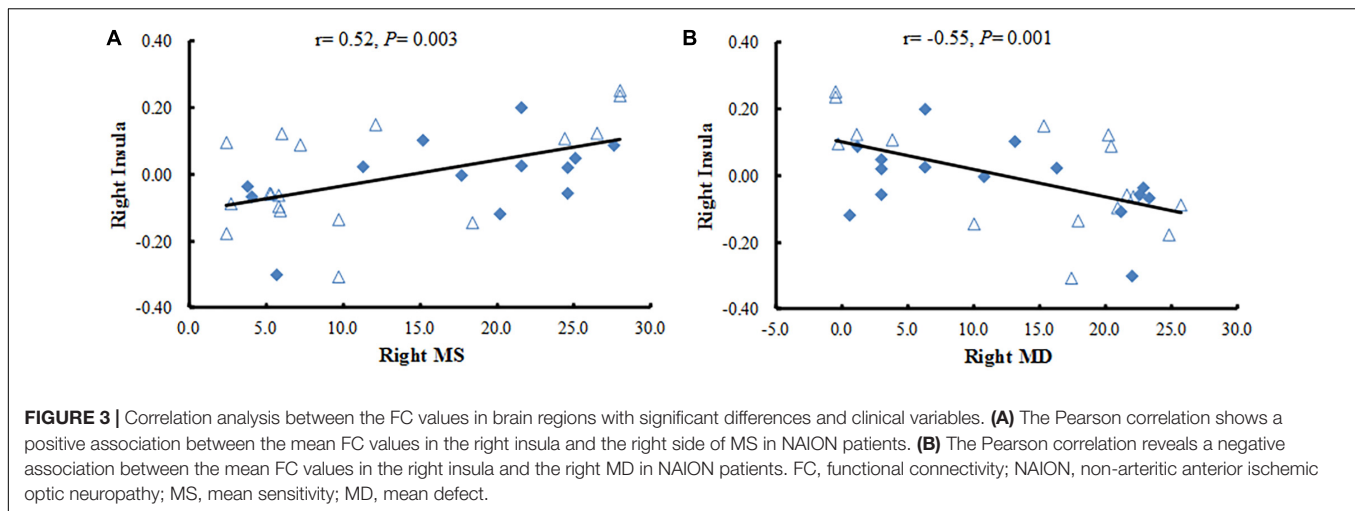 A
r= 0.52, P= 0.003
0.40
0.20
0.00
-0.20
-0.40
0.0 5.0 10.0 15.0 20.0 25.0 30.0
Right Insula
Right MS
B
r= -0.55, P= 0.001
0.40
0.20
0.00
-0.20
-0.40
-5.0 0.0 5.0 10.0 15.0 20.0 25.0 30.0
Right Insula
Right MD
FIGURE 3 | Correlation analysis between the FC values in brain regions with significant differences and clinical variables. (A) The Pearson correlation shows a
positive association between the mean FC values in the right insula and the right side of MS in NAION patients. (B) The Pearson correlation reveals a negative
association between the mean FC values in the right insula and the right MD in NAION patients. FC, functional connectivity; NAION, non-arteritic anterior ischemic
optic neuropathy; MS, mean sensitivity; MD, mean defect.